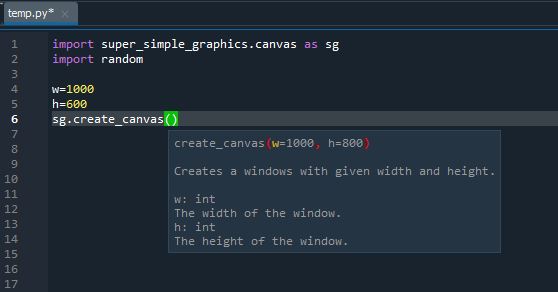 temp.py*
1 import super_simple_graphics.canvas as sg
2 import random
3
4 w=1000
5 h=600
6 sg.create_canvas()
7
8 create_canvas(w=1000, h=800)
9
10 Creates a windows with given width and height.
11
12 w: int
13 The width of the window.
14 h: int
15 The height of the window.
16
17